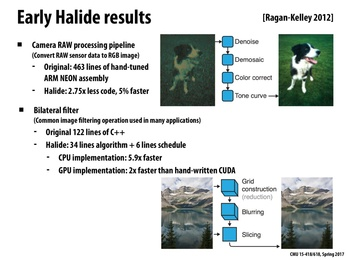 Early Halide results
[Ragan-Kelley 2012]
Camera RAW processing pipeline
(Convert RAW sensor data to RGB image)
- Original: 463 lines of hand-tuned
ARM NEON assembly
- Halide: 2.75x less code, 5% faster
Denoise
Demosaic
Color correct
Tone curve
Bilateral filter
(Common image filtering operation used in many applications)
- Original 122 lines of C++
- Halide: 34 lines algorithm + 6 lines schedule
- CPU implementation: 5.9x faster
- GPU implementation: 2x faster than hand-written CUDA
Grid
construction
(reduction)
Blurring
Slicing
CMU 15-418/618, Spring 2017